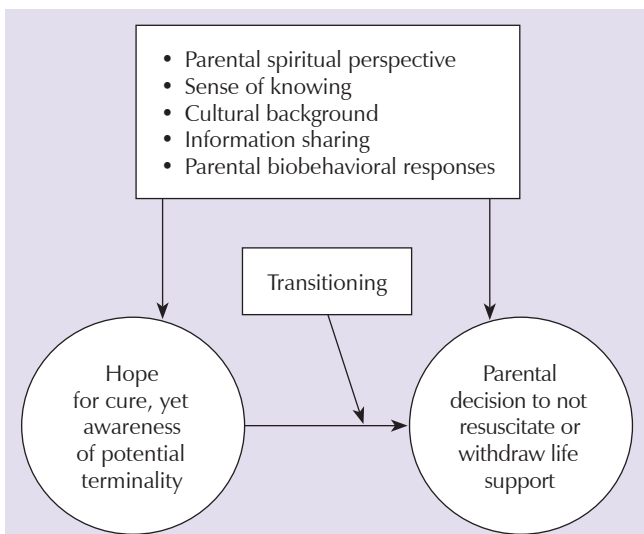 • Parental spiritual perspective
• Sense of knowing
• Cultural background
• Information sharing
• Parental biobehavioral responses
Transitioning
Hope
for cure, yet
awareness
of potential
terminality
Parental
decision to not
resuscitate or
withdraw life
support